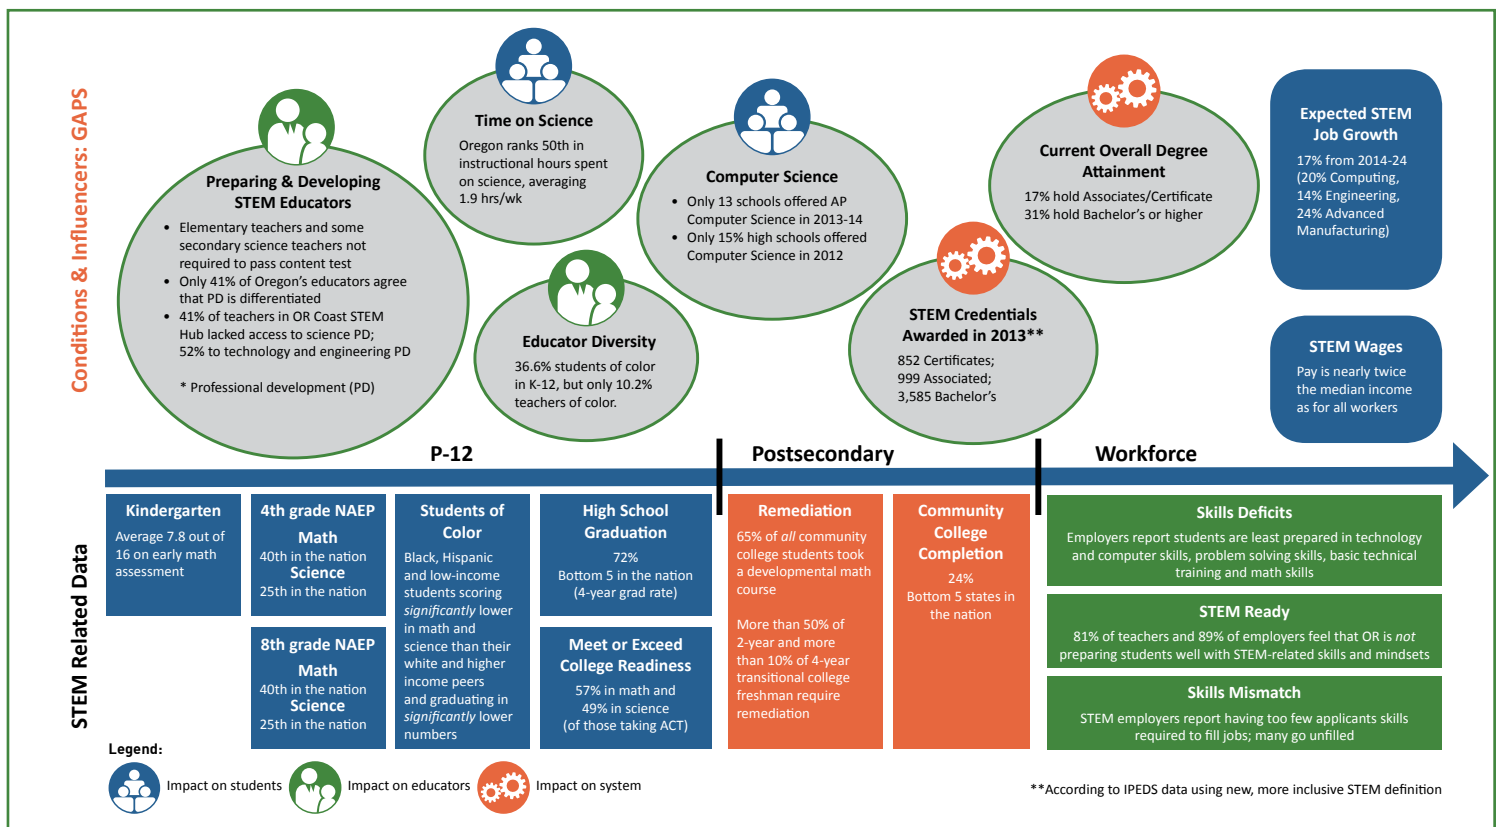 Conditions & Influencers: GAPS
Preparing & Developing
STEM Educators
• Elementary teachers and some
secondary science teachers not
required to pass content test
• Only 41% of Oregon's educators agree
that PD is differentiated
• 41% of teachers in OR Coast STEM
Hub lacked access to science PD;
52% to technology and engineering PD
* Professional development (PD)
Time on Science
Oregon ranks 50th in
instructional hours spent
on science, averaging
1.9 hrs/wk
Educator Diversity
36.6% students of color
in K-12, but only 10.2%
teachers of color.
Computer Science
• Only 13 schools offered AP
Computer Science in 2013-14
• Only 15% high schools offered
Computer Science in 2012
STEM Credentials
Awarded in 2013**
852 Certificates;
999 Associated;
3,585 Bachelor's
Current Overall Degree
Attainment
17% hold Associates/Certificate
31% hold Bachelor's or higher
Expected STEM
Job Growth
17% from 2014-24
(20% Computing,
14% Engineering,
24% Advanced
Manufacturing)
STEM Wages
Pay is nearly twice
the median income
as for all workers
P-12
Postsecondary
Workforce
STEM Related Data
Kindergarten
Average 7.8 out of
16 on early math
assessment
4th grade NAEP
Math
40th in the nation
Science
25th in the nation
8th grade NAEP
Math
40th in the nation
Science
25th in the nation
Students of
Color
Black, Hispanic
and low-income
students scoring
significantly lower
in math and
science than their
white and higher
income peers
and graduating in
significantly lower
numbers
High School
Graduation
72%
Bottom 5 in the nation
(4-year grad rate)
Meet or Exceed
College Readiness
57% in math and
49% in science
(of those taking ACT)
Remediation
65% of all community
college students took
a developmental math
course
More than 50% of
2-year and more
than 10% of 4-year
transitional college
freshman require
remediation
Community
College
Completion
24%
Bottom 5 states in
the nation
Skills Deficits
Employers report students are least prepared in technology
and computer skills, problem solving skills, basic technical
training and math skills
STEM Ready
81% of teachers and 89% of employers feel that OR is not
preparing students well with STEM-related skills and mindsets
Skills Mismatch
STEM employers report having too few applicants skills
required to fill jobs; many go unfilled
Legend:
Impact on students
Impact on educators
Impact on system
**According to IPEDS data using new, more inclusive STEM definition